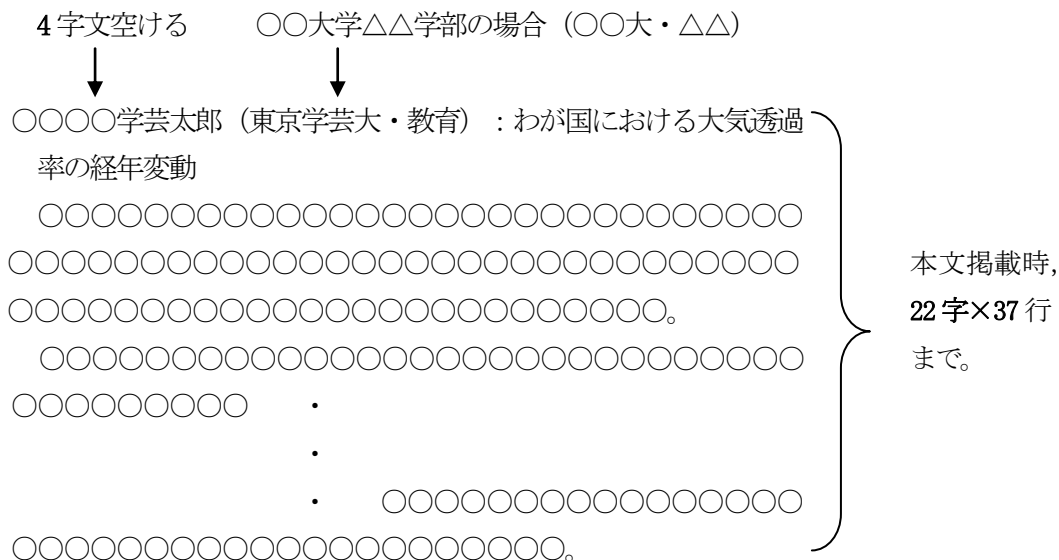 4字文空ける　○○大学△△学部の場合（○○大・△△）
○○○○学芸太郎（東京学芸大・教育）：わが国における大気透過
率の経年変動
○○○○○○○○○○○○○○○○○○○○○○○○○○○○○
○○○○○○○○○○○○○○○○○○○○○○○○○○○○○○
○○○○○○○○○○○○○○○○○○○○○○○○○。
○○○○○○○○○○○○○○○○○○○○○○○○○○○○○
○○○○○○○○○　・
・
・　○○○○○○○○○○○○○○○○
○○○○○○○○○○○○○○○○○○○○○。
本文掲載時，
22字×37行
まで。